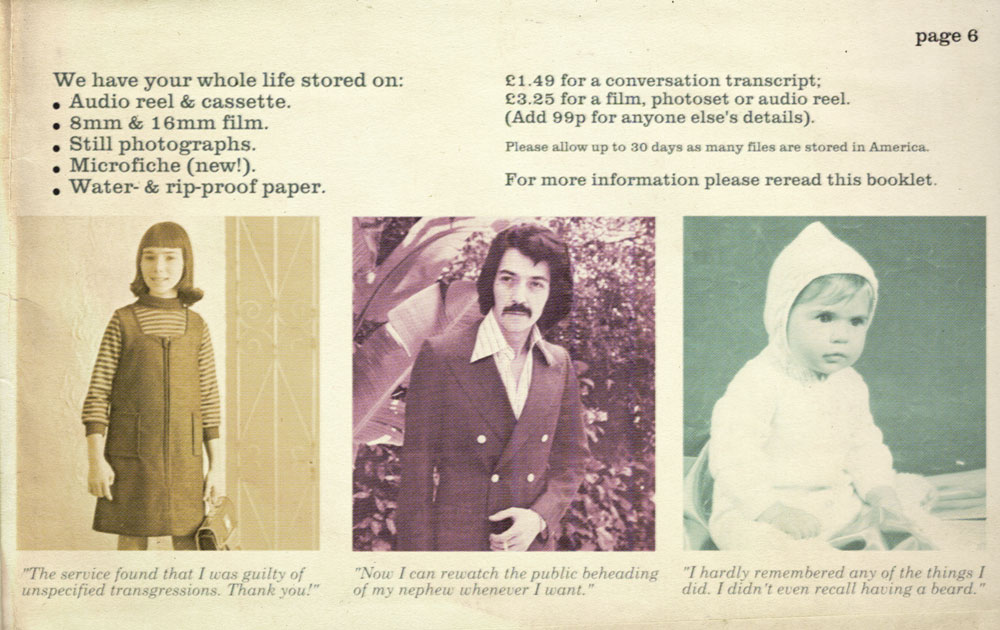 page 6
We have your whole life stored on:
• Audio reel & cassette.
• 8mm & 16mm film.
• Still photographs.
• Microfiche (new!).
• Water- & rip-proof paper.
£1.49 for a conversation transcript;
£3.25 for a film, photoset or audio reel.
(Add 99p for anyone else's details).
Please allow up to 30 days as many files are stored in America.
For more information please reread this booklet.
"The service found that I was guilty of
unspecified transgressions. Thank you!"
"Now I can rewatch the public beheading
of my nephew whenever I want."
"I hardly remembered any of the things I
did. I didn't even recall having a beard."